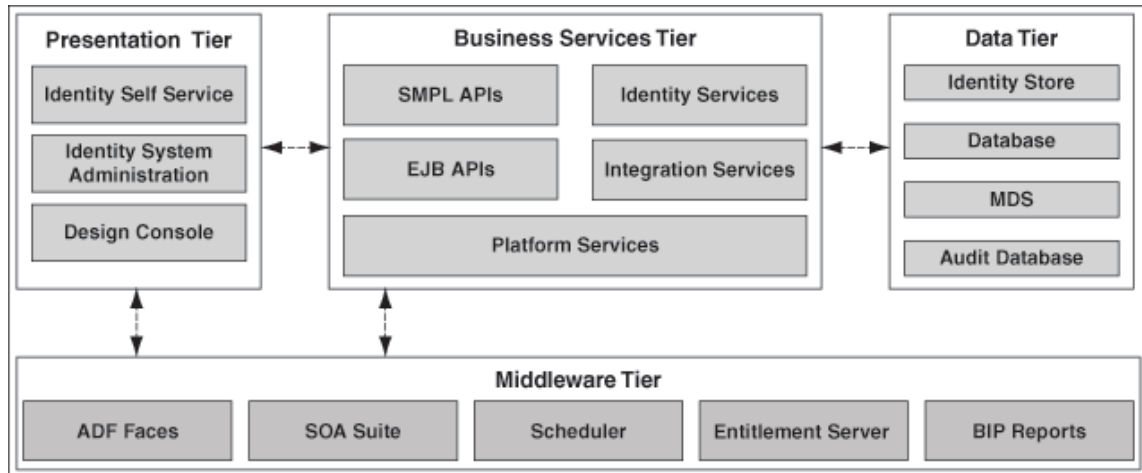 Presentation Tier
Identity Self Service
Identity System
Administration
Design Console
Business Services Tier
SMPL APIs
Identity Services
EJB APIs
Integration Services
Platform Services
Data Tier
Identity Store
Database
MDS
Audit Database
Middleware Tier
ADF Faces
SOA Suite
Scheduler
Entitlement Server
BIP Reports